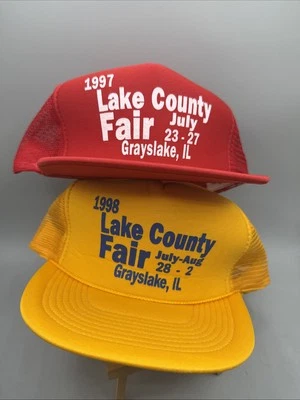 1997
Lake County
Fair July
23 - 27
Grayslake, IL
1998
Lake County
Fair July-Aug
28 - 2
Grayslake, IL